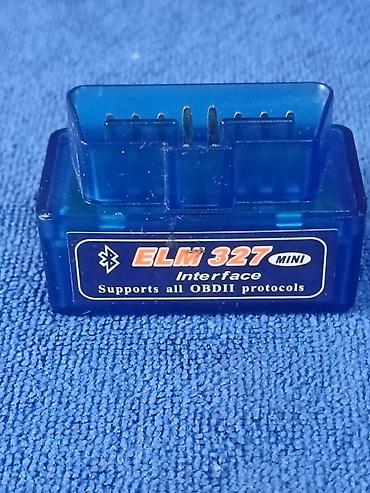 ELM 327 MINI
Interface
Supports all OBDII protocols